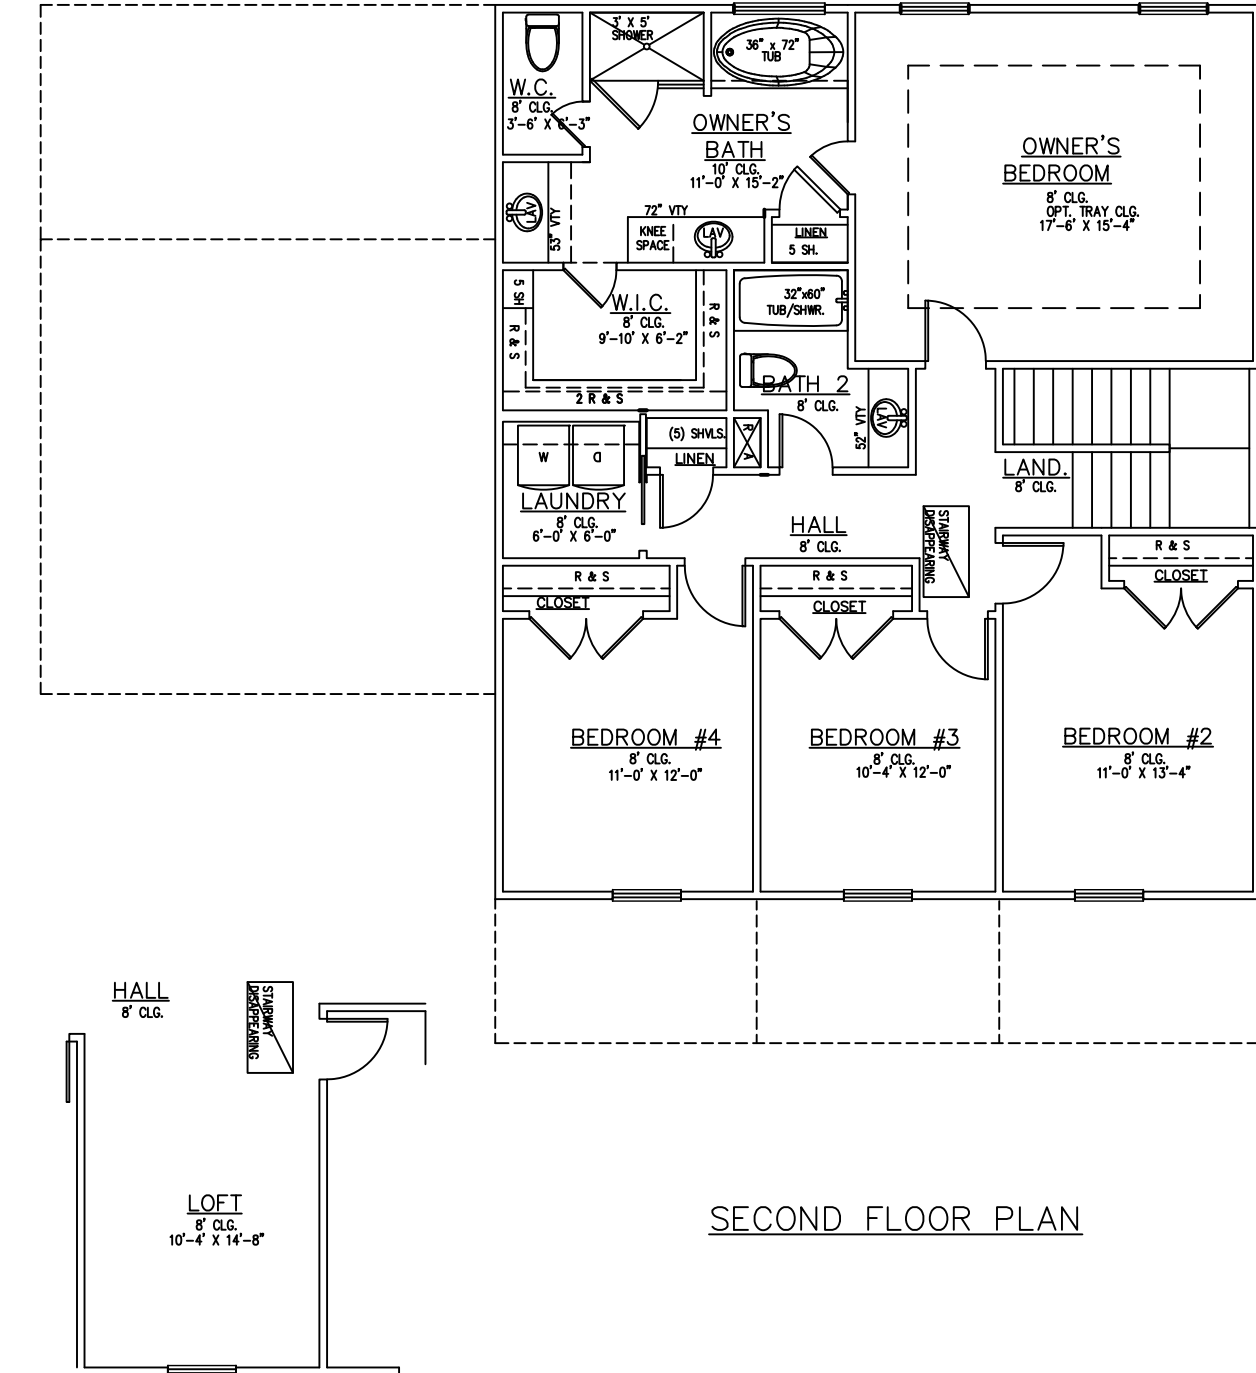 3' X 5'
SHOWER
36" x 72"
TUB
W.C.
8' CLG.
3'-6' X 6'-3"
OWNER'S
BATH
10' CLG.
11'-0' X 15'-2"
OWNER'S
BEDROOM
8' CLG.
OPT. TRAY CLG.
17'-6' X 15'-4"
LAV
53" VTY
72" VTY
KNEE
SPACE
LAV
LINEN
5 SH.
5 SH
R & S
W.I.C.
8' CLG.
9'-10' X 6'-2"
R & S
2 R & S
32"x60"
TUB/SHWR.
BATH 2
8' CLG.
52" VTY
LAV
(5) SHVLS.
LINEN
R A
W
D
LAUNDRY
8' CLG.
6'-0' X 6'-0"
LAND.
8' CLG.
HALL
8' CLG.
STAIRWAY
DISAPPEARING
R & S
CLOSET
R & S
CLOSET
R & S
CLOSET
BEDROOM #4
8' CLG.
11'-0' X 12'-0"
BEDROOM #3
8' CLG.
10'-4' X 12'-0"
BEDROOM #2
8' CLG.
11'-0' X 13'-4"
HALL
8' CLG.
STAIRWAY
DISAPPEARING
LOFT
8' CLG.
10'-4' X 14'-8"
SECOND FLOOR PLAN